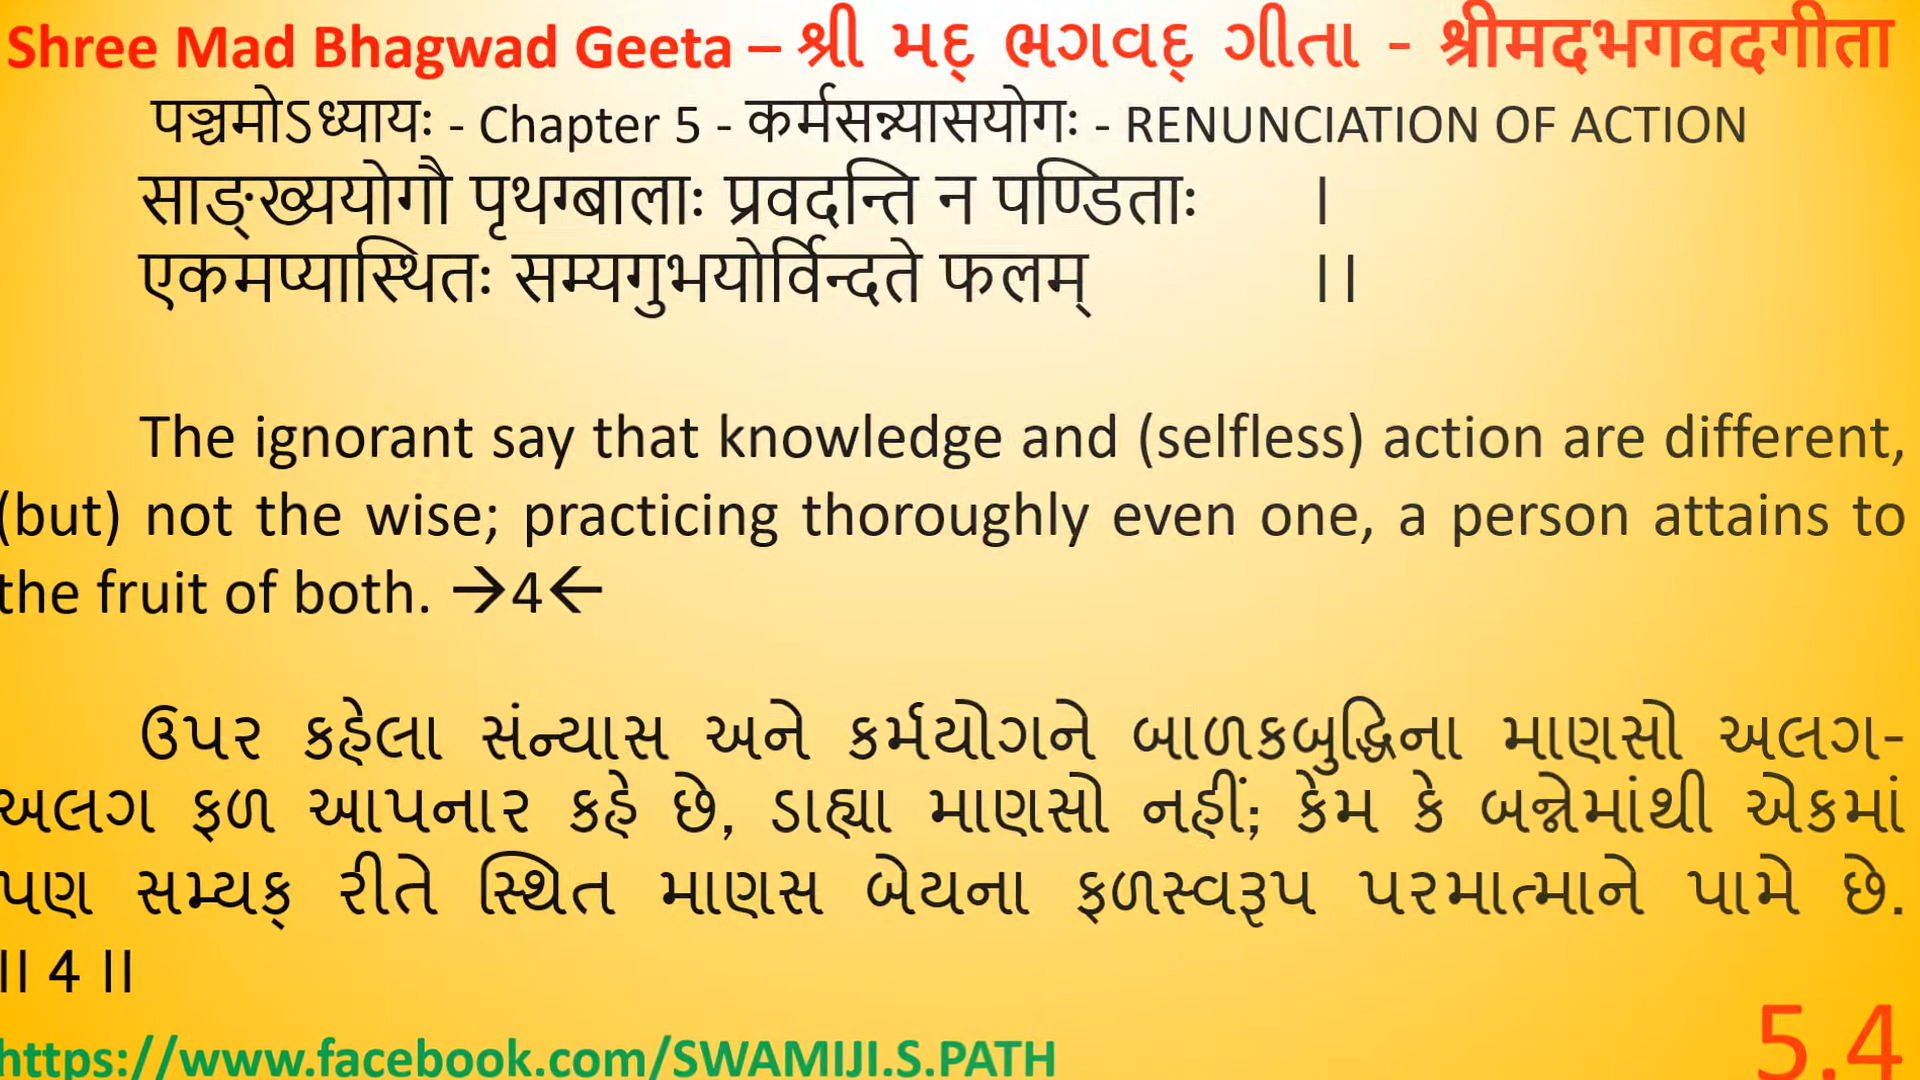 Shree Mad Bhagwad Geeta – શ્રી મદ્ ભગવદ્ ગીતા - श्रीमदभगवदगीता
पञ्चमोऽध्यायः - Chapter 5 - कर्मसन्न्यासयोगः - RENUNCIATION OF ACTION
साङ्ख्ययोगौ पृथग्बालाः प्रवदन्ति न पण्डिताः ।
एकमप्यास्थितः सम्यगुभयोर्विन्दते फलम् ।।
The ignorant say that knowledge and (selfless) action are different,
(but) not the wise; practicing thoroughly even one, a person attains to
the fruit of both. →4←
ઉપર કહેલા સંન્યાસ અને કર્મયોગને બાળકબુદ્ધિના માણસો અલગ-
અલગ ફળ આપનાર કહે છે, ડાહ્યા માણસો નહીં; કેમ કે બન્નેમાંથી એકમાં
પણ સમ્યક્ રીતે સ્થિત માણસ બેયના ફળસ્વરૂપ પરમાત્માને પામે છે.
।। 4 ।।
https://www.facebook.com/SWAMIJI.S.PATH
5.4